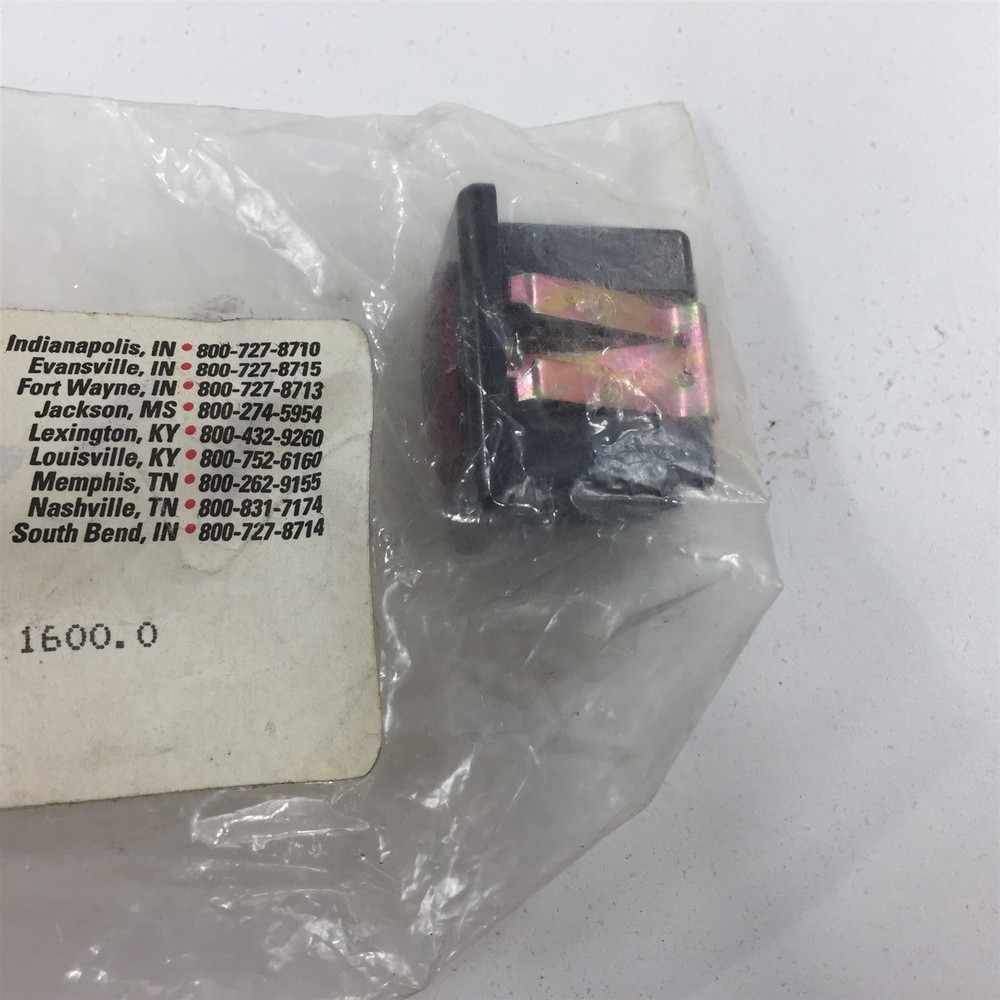 Indianapolis, IN • 800-727-8710
Evansville, IN • 800-727-8715
Fort Wayne, IN • 800-727-8713
Jackson, MS • 800-274-5954
Lexington, KY • 800-432-9260
Louisville, KY • 800-752-6160
Memphis, TN • 800-262-9155
Nashville, TN • 800-831-7174
South Bend, IN • 800-727-8714
1600.0